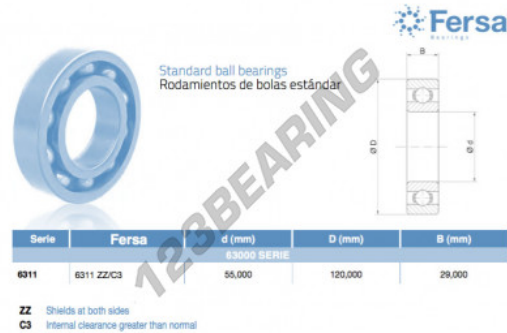 Fersa
Bearings
Standard ball bearings
Rodamientos de bolas estándar
B
Ø D
Ø d
123BEARING
Serie Fersa d (mm) D (mm) B (mm)
63000 SERIE
6311 6311 ZZ/C3 55,000 120,000 29,000
ZZ Shields at both sides
C3 Internal clearance greater than normal